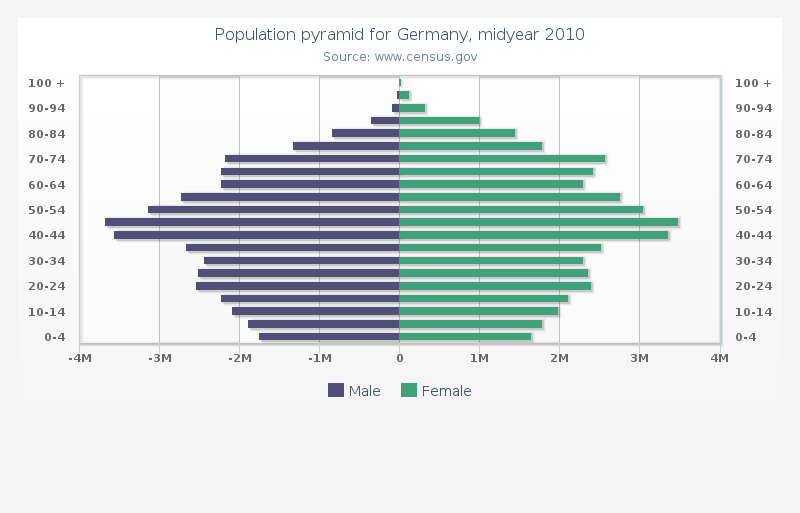 Population pyramid for Germany, midyear 2010
Source: www.census.gov
100 + 100 +
90-94 90-94
80-84 80-84
70-74 70-74
60-64 60-64
50-54 50-54
40-44 40-44
30-34 30-34
20-24 20-24
10-14 10-14
0-4 0-4
-4M -3M -2M -1M 0 1M 2M 3M 4M
Male Female